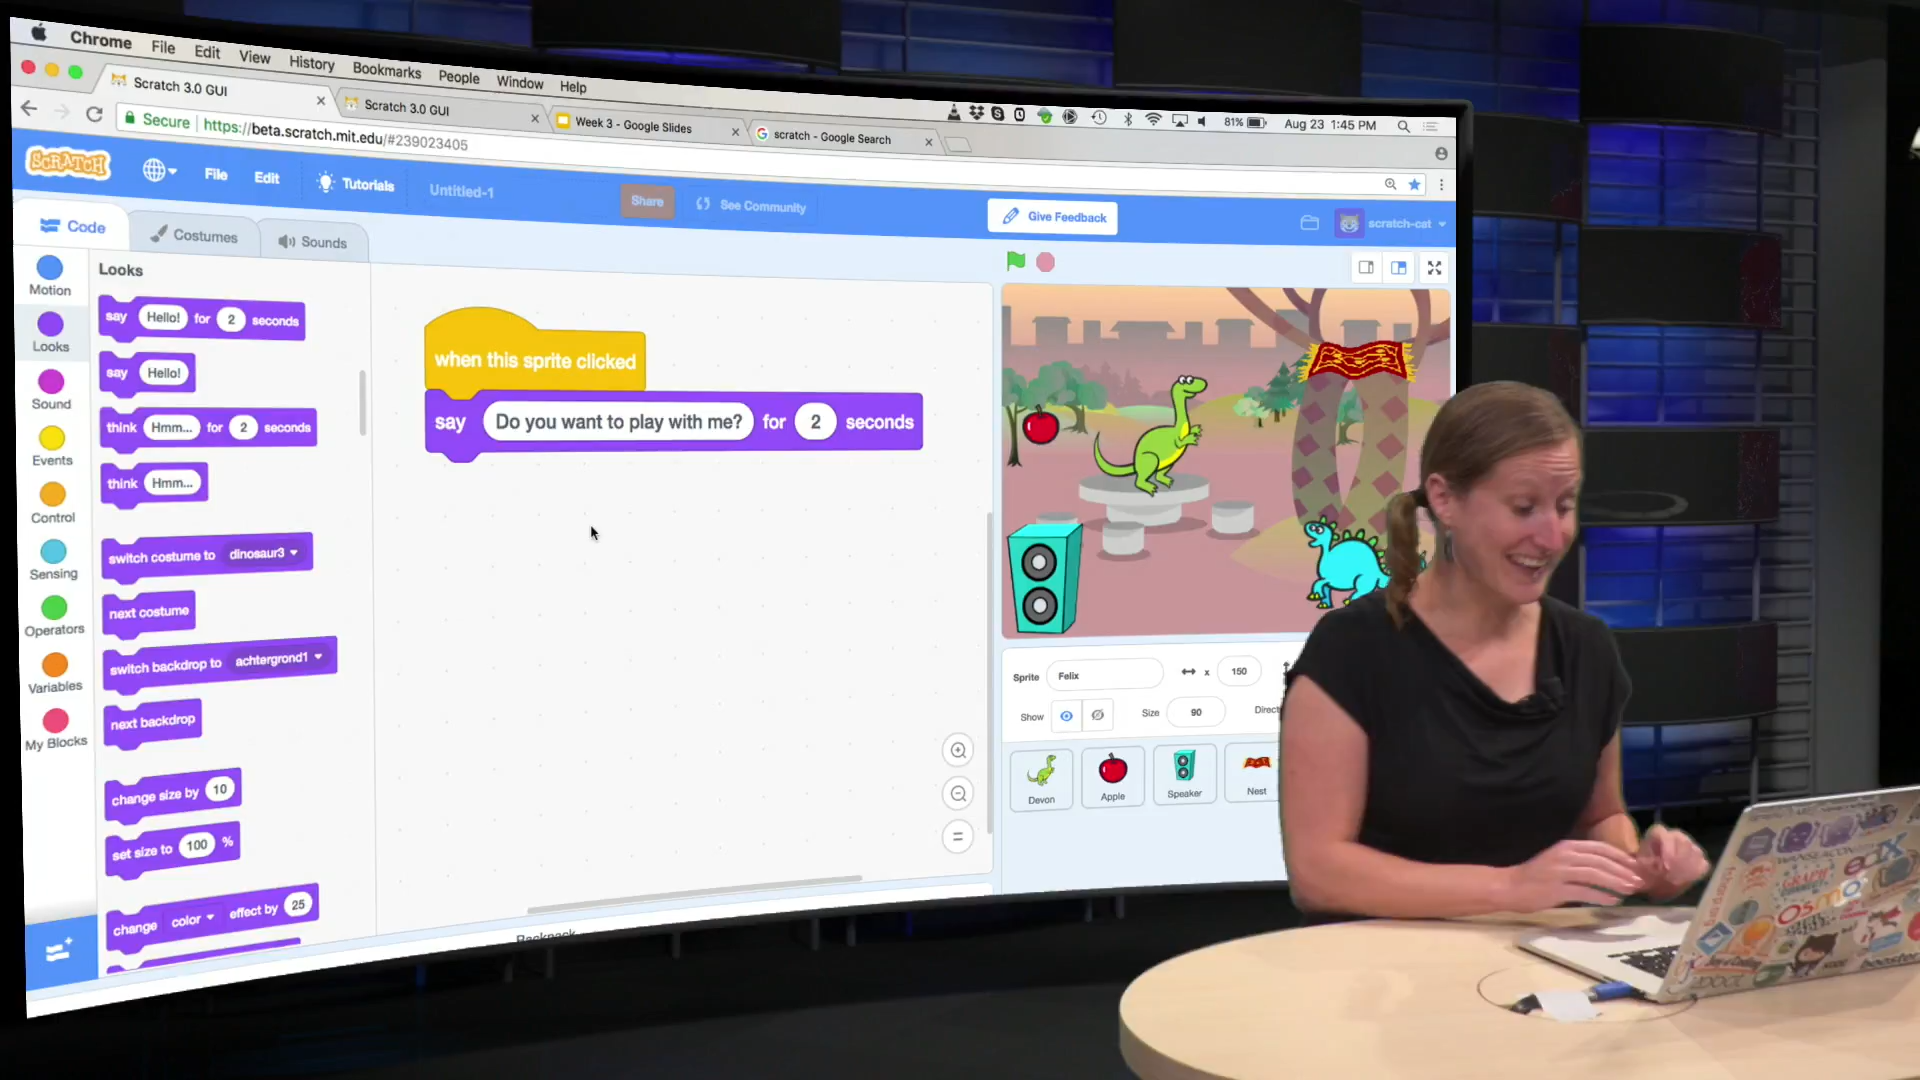 Chrome File Edit View History Bookmarks People Window Help
81% Aug 23 1:45 PM
Scratch 3.0 GUI
Scratch 3.0 GUI
Week 3 - Google Slides
scratch - Google Search
Secure https://beta.scratch.mit.edu/#239023405
SCRATCH
File
Edit
Tutorials
Untitled-1
Share
See Community
Give Feedback
scratch-cat
Code
Costumes
Sounds
Motion
Looks
Sound
Events
Control
Sensing
Operators
Variables
My Blocks
Looks
say Hello! for 2 seconds
say Hello!
think Hmm... for 2 seconds
think Hmm...
switch costume to dinosaur3
next costume
switch backdrop to achtergrond1
next backdrop
change size by 10
set size to 100 %
change color effect by 25
when this sprite clicked
say Do you want to play with me? for 2 seconds
Backpack
Sprite Felix x 150
Show Size 90
Devon
Apple
Speaker
Nest
edX